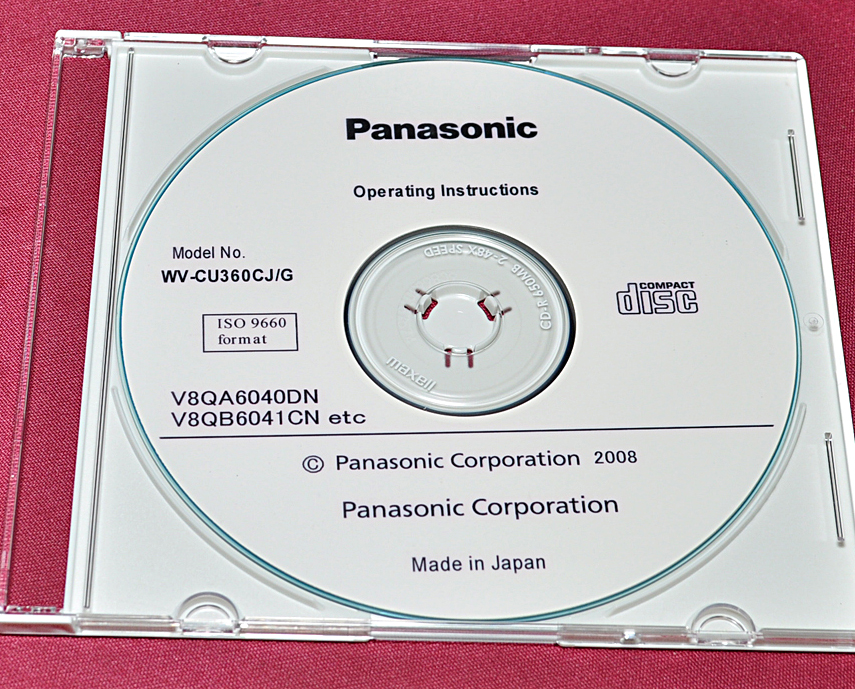 Panasonic
Operating Instructions
Model No.
WV-CU360CJ/G
COMPACT
disc
ISO 9660
format
CD-R 650MB 2-48X SPEED
maxell
V8QA6040DN
V8QB6041CN etc
© Panasonic Corporation 2008
Panasonic Corporation
Made in Japan